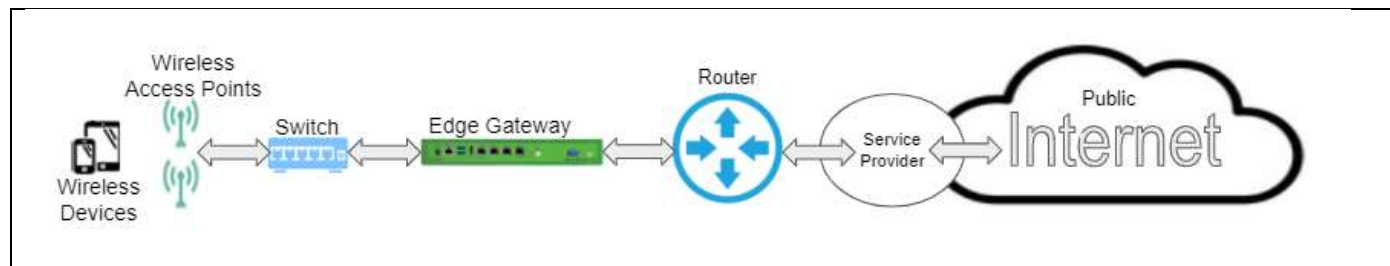 Wireless
Access Points
Wireless
Devices
Switch
Edge Gateway
Router
Service
Provider
Public
Internet